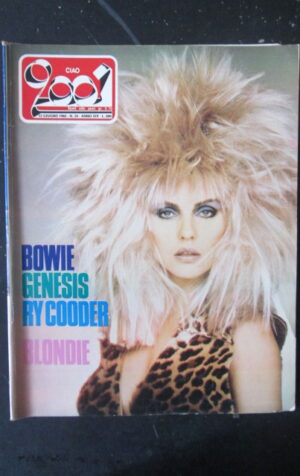 CIAO
2001
BOWIE
GENESIS
RY COODER
BLONDIE